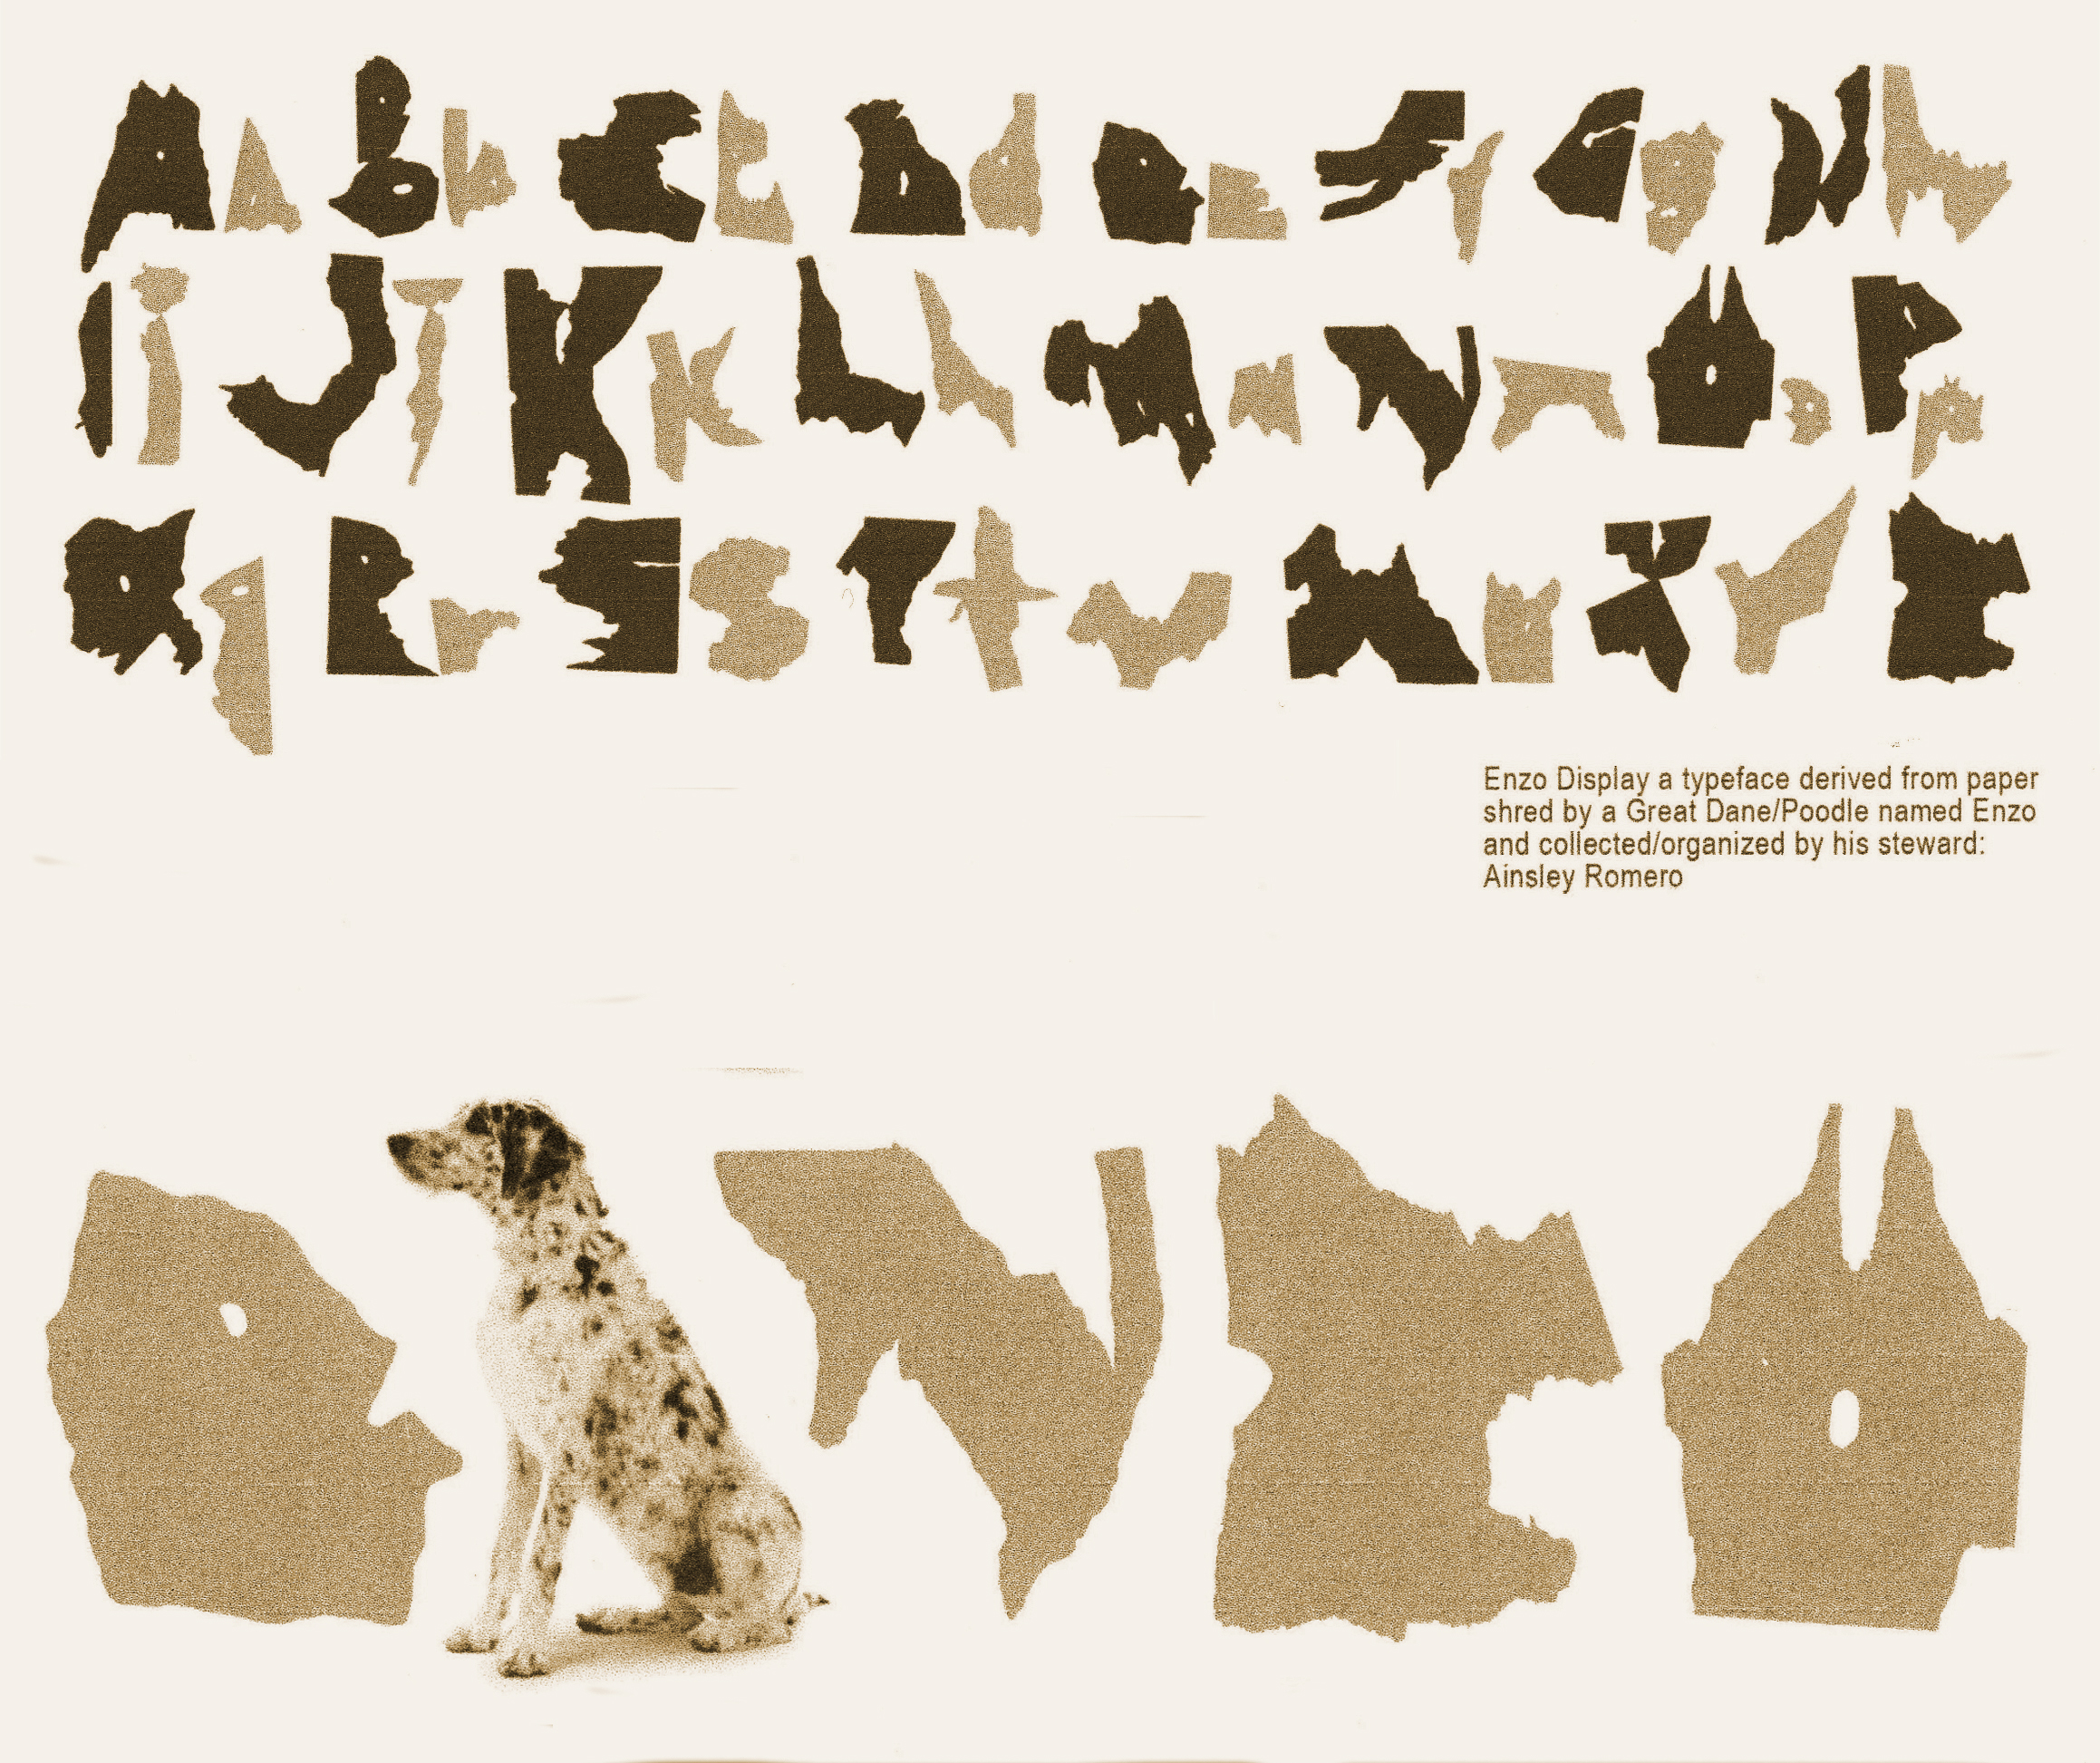 A a B b C c D d E e F f G g H h
I i J j K k L l M m N n O o P p
Q q R r S s T t X y Z
Enzo Display a typeface derived from paper
shred by a Great Dane/Poodle named Enzo
and collected/organized by his steward:
Ainsley Romero
E N Z O